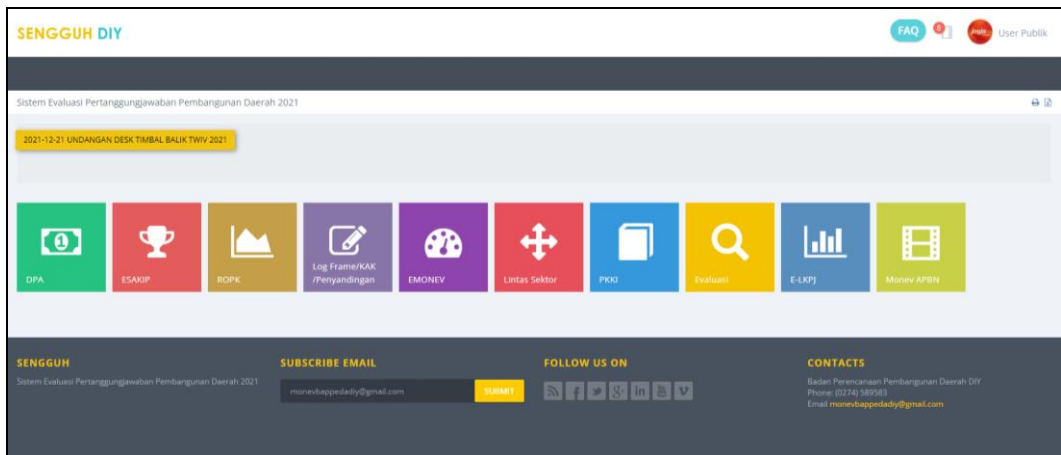 SENGGUH DIY
FAQ
User Publik
Sistem Evaluasi Pertanggungjawaban Pembangunan Daerah 2021
2021-12-21 UNDANGAN DESK TIMBAL BALIK TWIV 2021
DPA
ESAKIP
ROPK
Log Frame/KAK
/Penyandingan
EMONEV
Lintas Sektor
PKKI
Evaluasi
E-LKPJ
Monev APBN
SENGGUH
Sistem Evaluasi Pertanggungjawaban Pembangunan Daerah 2021
SUBSCRIBE EMAIL
monevbappedadiy@gmail.com
SUBMIT
FOLLOW US ON
CONTACTS
Badan Perencanaan Pembangunan Daerah DIY
Phone: (0274) 589583
Email monevbappedadiy@gmail.com